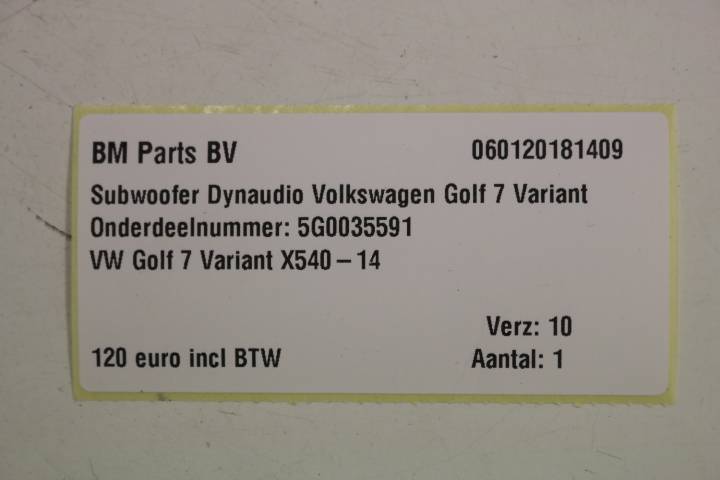 BM Parts BV 060120181409
Subwoofer Dynaudio Volkswagen Golf 7 Variant
Onderdeelnummer: 5G0035591
VW Golf 7 Variant X540 – 14
Verz: 10
120 euro incl BTW Aantal: 1